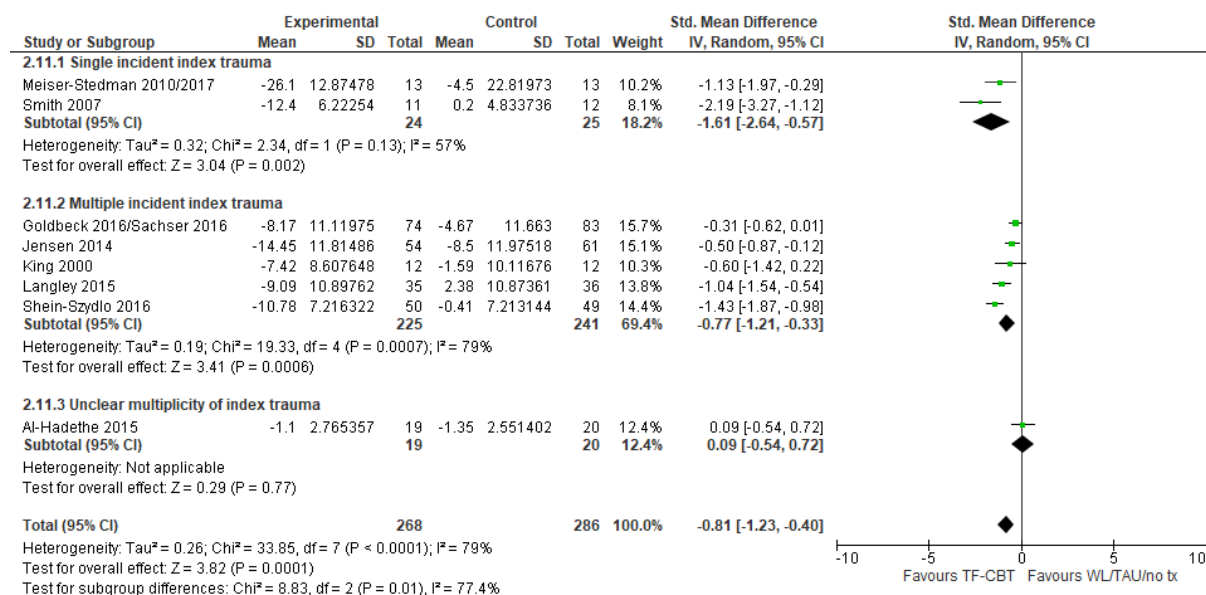 Experimental Control Std. Mean Difference Std. Mean Difference
Study or Subgroup Mean SD Total Mean SD Total Weight IV, Random, 95% CI IV, Random, 95% CI
2.11.1 Single incident index trauma
Meiser-Stedman 2010/2017 -26.1 12.87478 13 -4.5 22.81973 13 10.2% -1.13 [-1.97, -0.29]
Smith 2007 -12.4 6.22254 11 0.2 4.833736 12 8.1% -2.19 [-3.27, -1.12]
Subtotal (95% CI) 24 25 18.2% -1.61 [-2.64, -0.57]
Heterogeneity: Tau² = 0.32; Chi² = 2.34, df = 1 (P = 0.13); I² = 57%
Test for overall effect: Z = 3.04 (P = 0.002)
2.11.2 Multiple incident index trauma
Goldbeck 2016/Sachser 2016 -8.17 11.11975 74 -4.67 11.663 83 15.7% -0.31 [-0.62, 0.01]
Jensen 2014 -14.45 11.81486 54 -8.5 11.97518 61 15.1% -0.50 [-0.87, -0.12]
King 2000 -7.42 8.607648 12 -1.59 10.11676 12 10.3% -0.60 [-1.42, 0.22]
Langley 2015 -9.09 10.89762 35 2.38 10.87361 36 13.8% -1.04 [-1.54, -0.54]
Shein-Szydlo 2016 -10.78 7.216322 50 -0.41 7.213144 49 14.4% -1.43 [-1.87, -0.98]
Subtotal (95% CI) 225 241 69.4% -0.77 [-1.21, -0.33]
Heterogeneity: Tau² = 0.19; Chi² = 19.33, df = 4 (P = 0.0007); I² = 79%
Test for overall effect: Z = 3.41 (P = 0.0006)
2.11.3 Unclear multiplicity of index trauma
Al-Hadethe 2015 -1.1 2.765357 19 -1.35 2.551402 20 12.4% 0.09 [-0.54, 0.72]
Subtotal (95% CI) 19 20 12.4% 0.09 [-0.54, 0.72]
Heterogeneity: Not applicable
Test for overall effect: Z = 0.29 (P = 0.77)
Total (95% CI) 268 286 100.0% -0.81 [-1.23, -0.40]
Heterogeneity: Tau² = 0.26; Chi² = 33.85, df = 7 (P < 0.0001); I² = 79%
Test for overall effect: Z = 3.82 (P = 0.0001)
Test for subgroup differences: Chi² = 8.83, df = 2 (P = 0.01), I² = 77.4%
-10 -5 0 5 10
Favours TF-CBT Favours WL/TAU/no tx